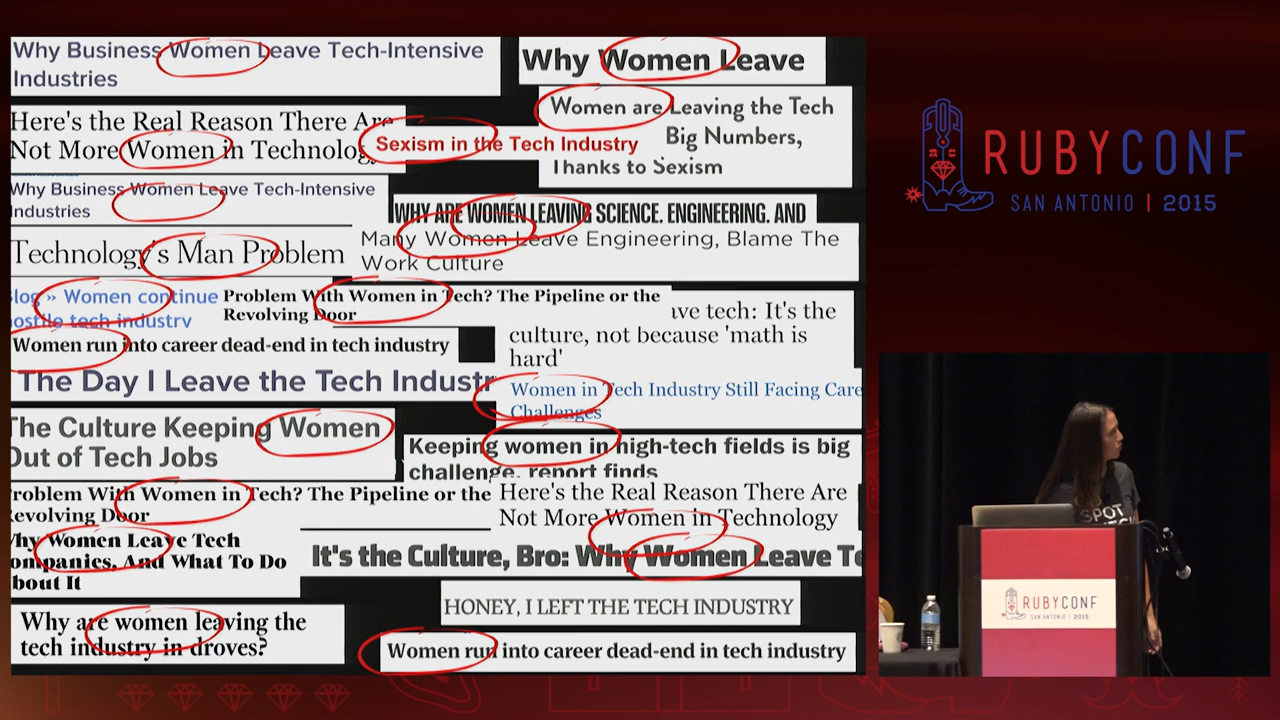 Why Business Women Leave Tech-Intensive
Industries
Why Women Leave
Here's the Real Reason There Are
Not More Women in Technolog
Sexism in the Tech Industry
Women are Leaving the Tech
Big Numbers,
Thanks to Sexism
Why Business Women Leave Tech-Intensive
Industries
WHY ARE WOMEN LEAVING SCIENCE, ENGINEERING, AND
Technology's Man Problem
Many Women Leave Engineering, Blame The
Work Culture
log » Women continue
ostile tech industry
Problem With Women in Tech? The Pipeline or the
Revolving Door
ve tech: It's the
culture, not because 'math is
hard'
Women run into career dead-end in tech industry
The Day I Leave the Tech Industr
Women in Tech Industry Still Facing Care
Challenges
The Culture Keeping Women
Out of Tech Jobs
Keeping women in high-tech fields is big
challenge, report finds
Problem With Women in Tech? The Pipeline or the
Revolving Door
Here's the Real Reason There Are
Not More Women in Technology
Why Women Leave Tech
ompanies, And What To Do
bout It
It's the Culture, Bro: Why Women Leave Te
HONEY, I LEFT THE TECH INDUSTRY
Why are women leaving the
tech industry in droves?
Women run into career dead-end in tech industry
RUBYCONF
SAN ANTONIO | 2015
SPOT
RUBYCONF
SAN ANTONIO | 2015